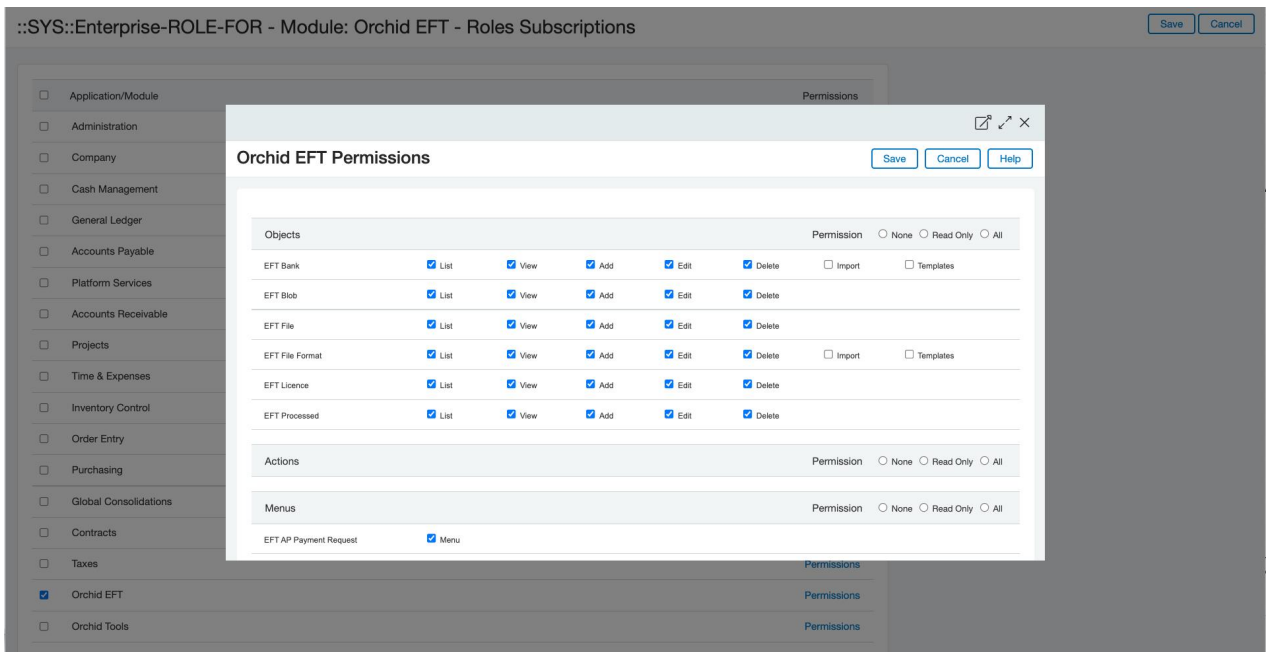 ::SYS::Enterprise-ROLE-FOR - Module: Orchid EFT - Roles Subscriptions Save Cancel
Application/Module Permissions
Administration
Company
Cash Management
General Ledger
Accounts Payable
Platform Services
Accounts Receivable
Projects
Time & Expenses
Inventory Control
Order Entry
Purchasing
Global Consolidations
Contracts
Taxes Permissions
Orchid EFT Permissions
Orchid Tools Permissions
Orchid EFT Permissions Save Cancel Help
Objects Permission None Read Only All
EFT Bank List View Add Edit Delete Import Templates
EFT Blob List View Add Edit Delete
EFT File List View Add Edit Delete
EFT File Format List View Add Edit Delete Import Templates
EFT Licence List View Add Edit Delete
EFT Processed List View Add Edit Delete
Actions Permission None Read Only All
Menus Permission None Read Only All
EFT AP Payment Request Menu